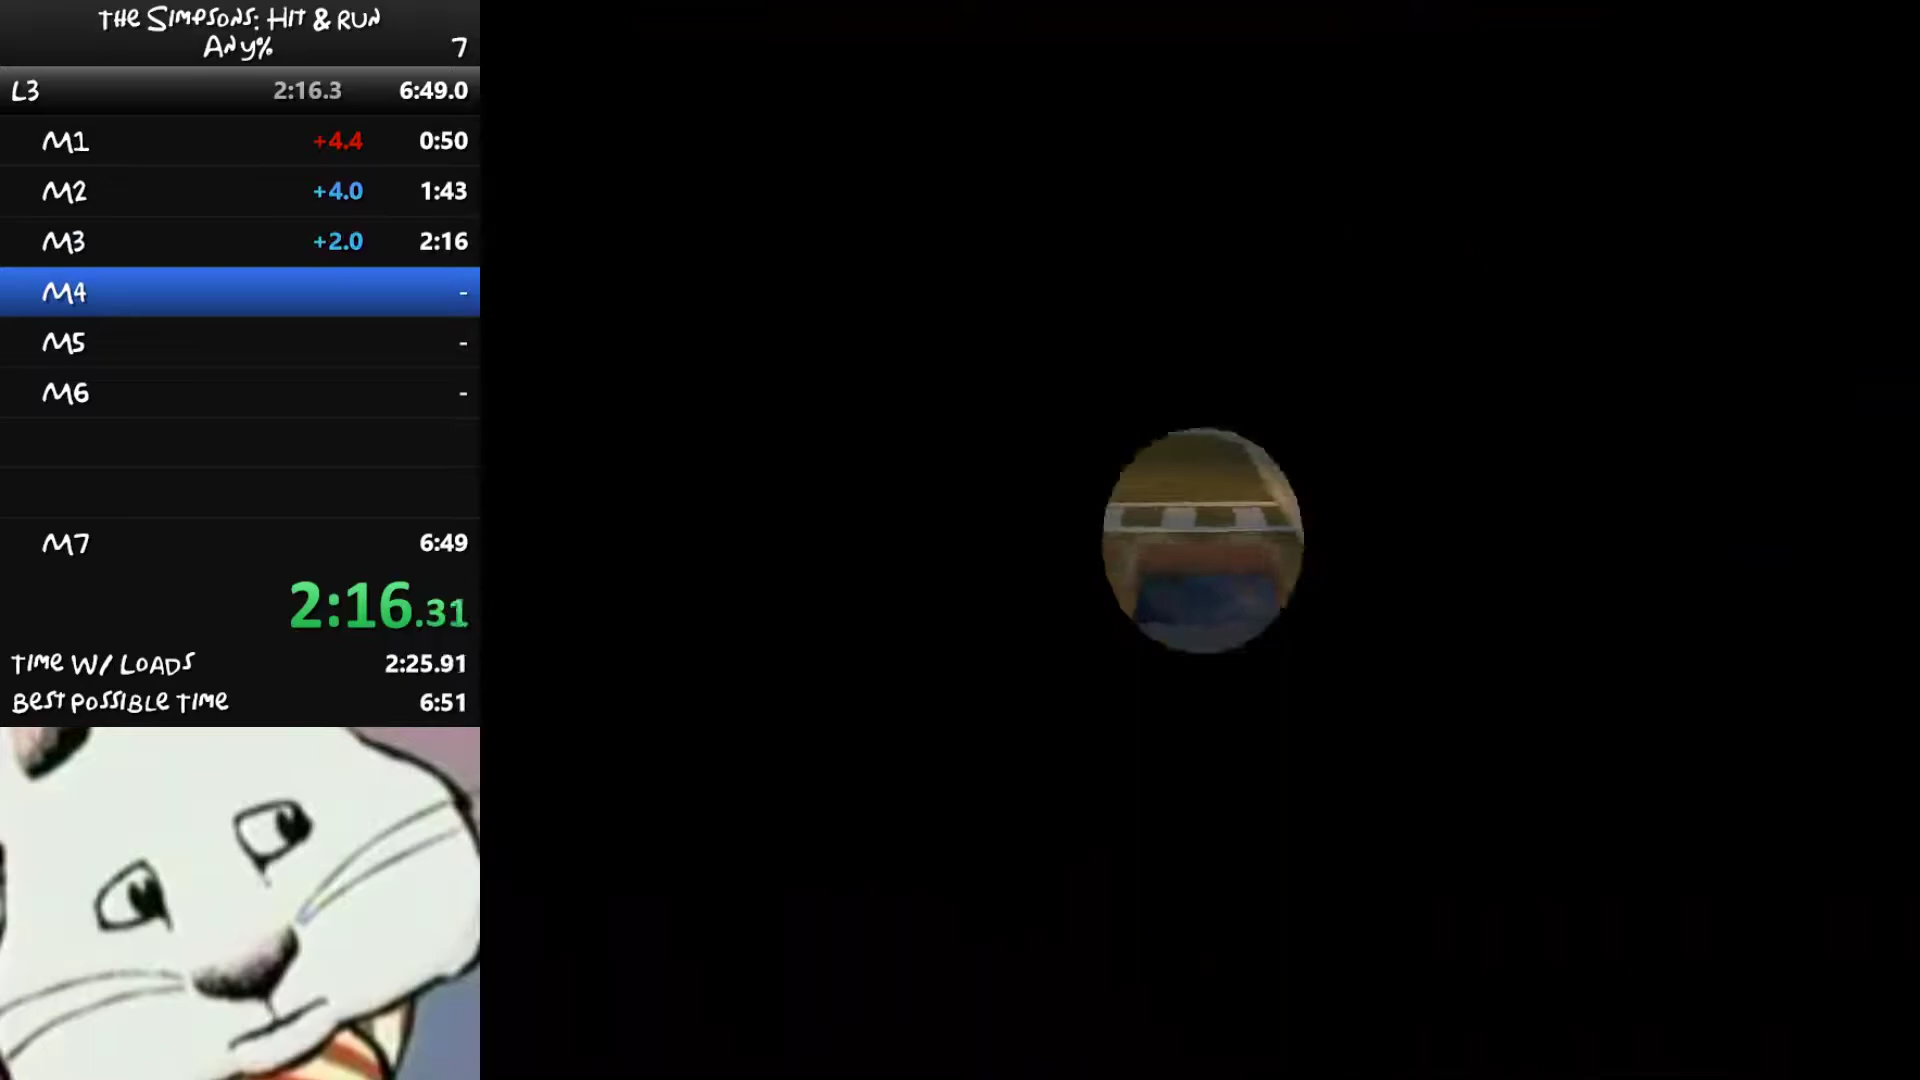 The Simpsons: Hit & Run
Any%
7
L3 2:16.3 6:49.0
M1 +4.4 0:50
M2 +4.0 1:43
M3 +2.0 2:16
M4 -
M5 -
M6 -
M7 6:49
2:16.31
Time w/ Loads 2:25.91
Best Possible Time 6:51